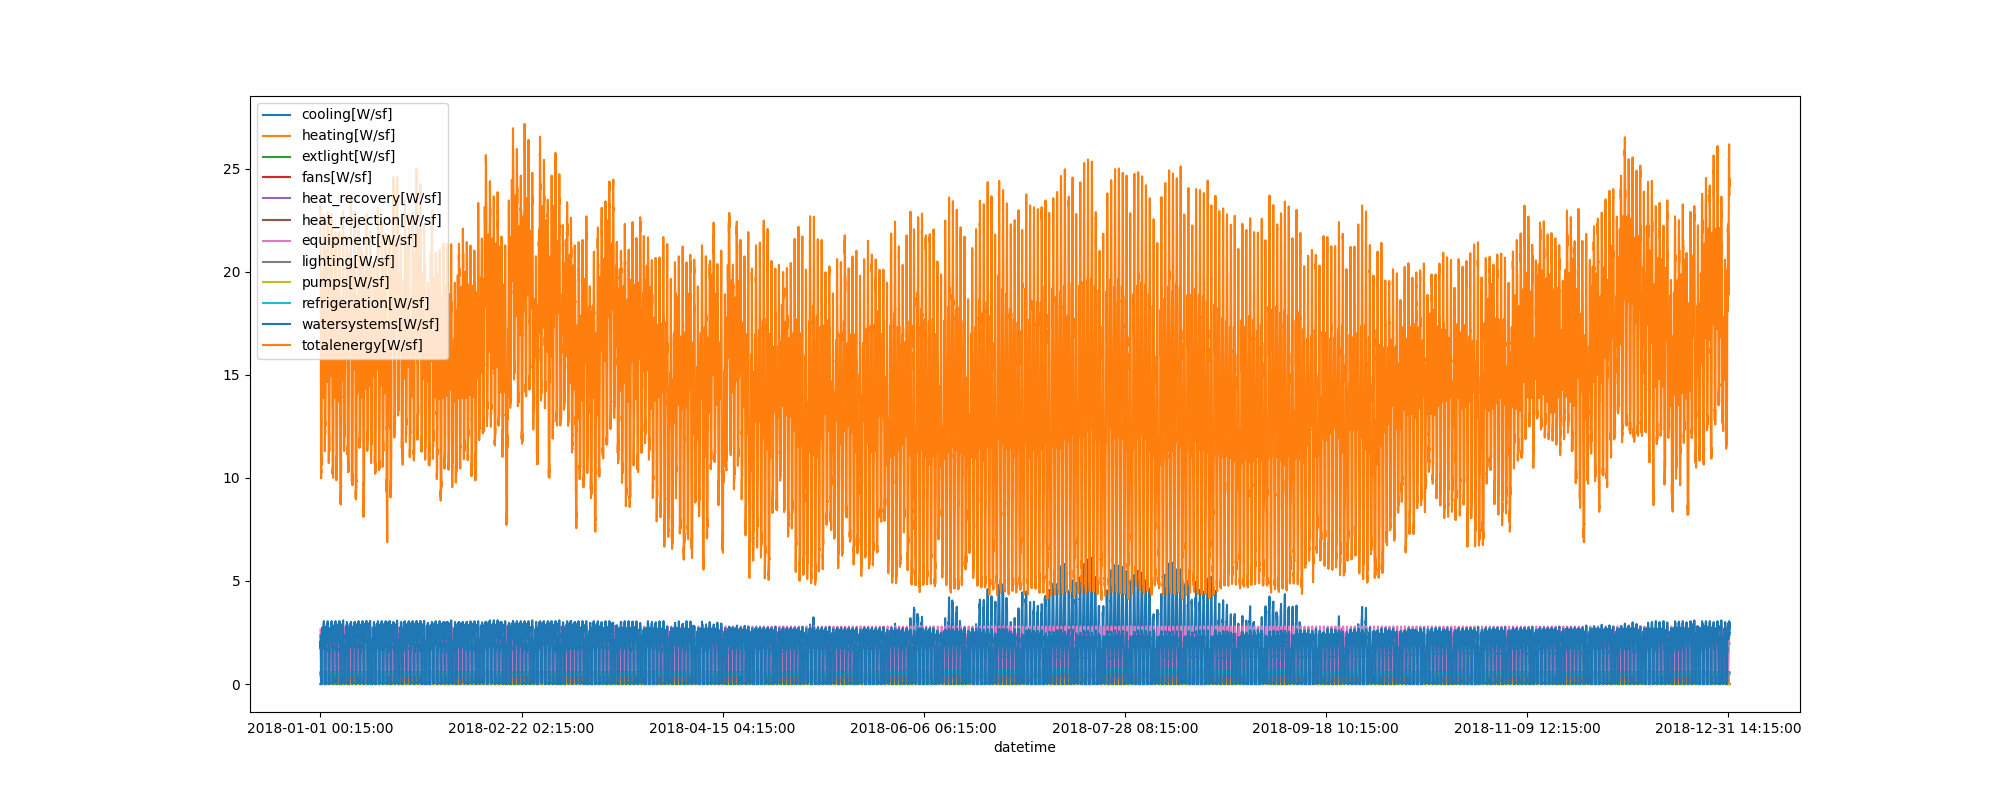 cooling[W/sf]
heating[W/sf]
extlight[W/sf]
fans[W/sf]
heat_recovery[W/sf]
heat_rejection[W/sf]
equipment[W/sf]
lighting[W/sf]
pumps[W/sf]
refrigeration[W/sf]
watersystems[W/sf]
totalenergy[W/sf]
25
20
15
10
5
0
2018-01-01 00:15:00 2018-02-22 02:15:00 2018-04-15 04:15:00 2018-06-06 06:15:00 2018-07-28 08:15:00 2018-09-18 10:15:00 2018-11-09 12:15:00 2018-12-31 14:15:00
datetime